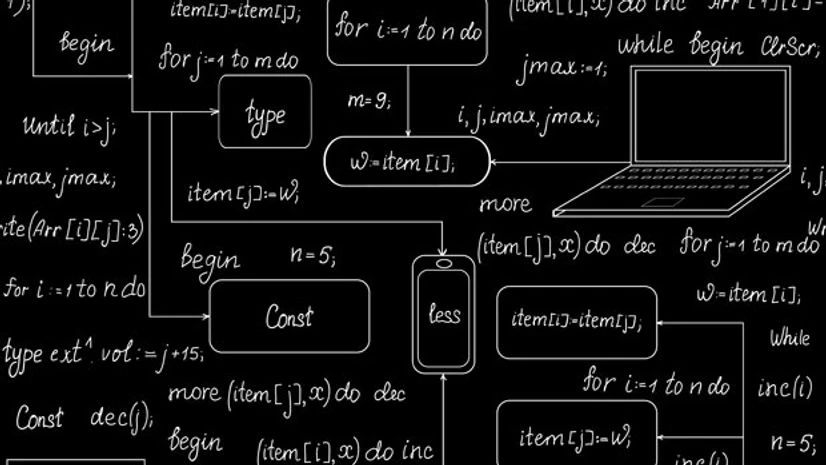 item[i]:=item[j];
for i:=1 to n do
(item[i],x) do inc
begin
while begin ClrScr;
for j:=1 to m do
jmax:=1;
type
m=9;
i, j, imax, jmax;
Until i>j;
w:=item [i];
imax, jmax;
i, j,
item [j]:=w;
more
rite(Arr[i][j]:3)
(item[j],x) do dec
for j:=1 to m do
begin
n=5;
for i:=1 to n do
Const
less
item[i]:=item[j];
w:=item [i];
While
type ext^ vol:=j+15;
for i:=1 to n do
inc(i)
more (item[j],x) do dec
Const dec(j);
begin
(item[i],x) do inc
item [j]:=w;
n=5;
inc(i)